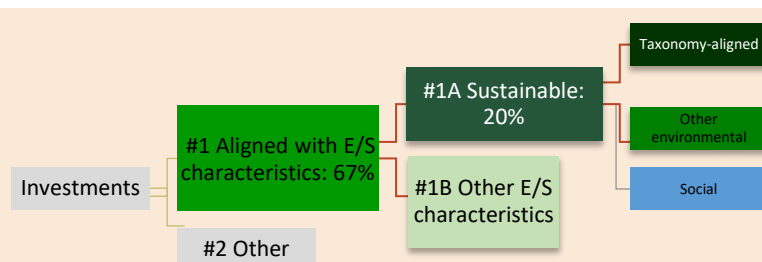 Investments
#1 Aligned with E/S
characteristics: 67%
#2 Other
#1A Sustainable:
20%
#1B Other E/S
characteristics
Taxonomy-aligned
Other
environmental
Social